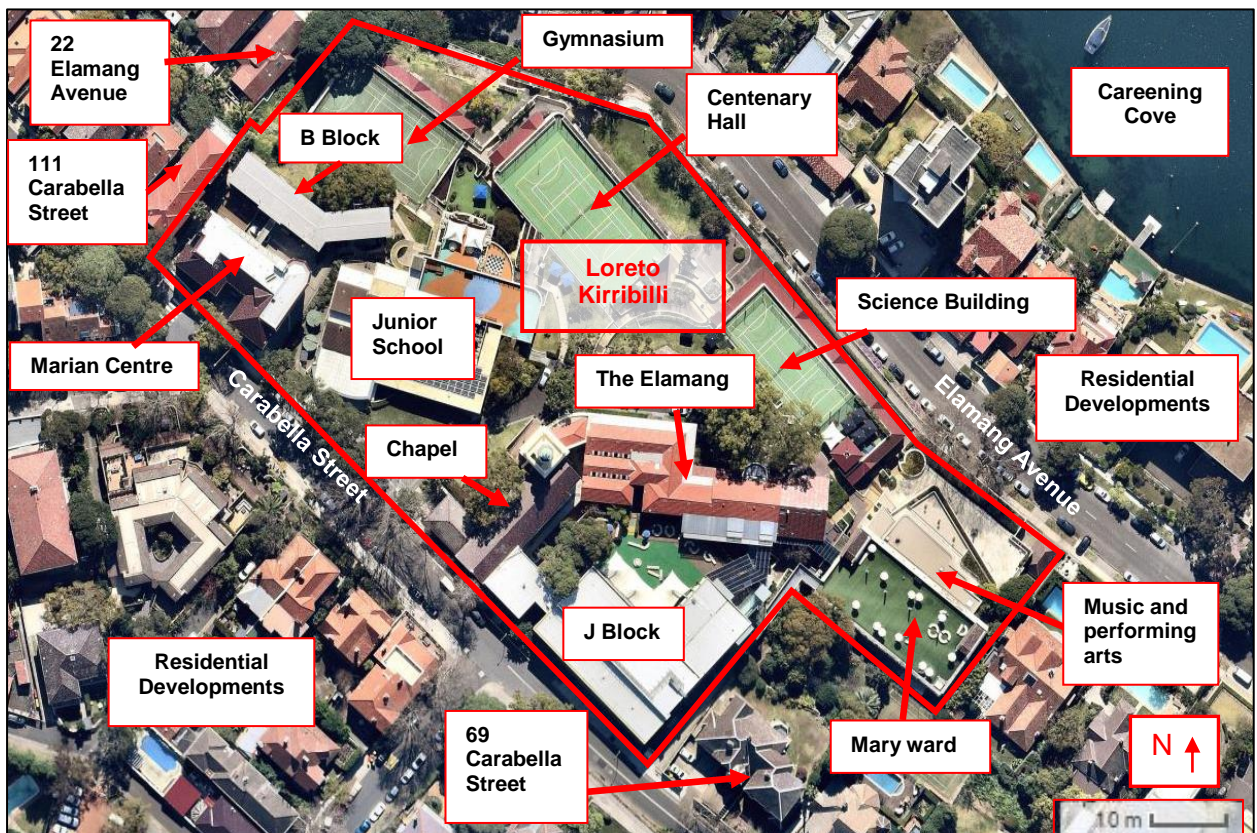 22
Elamang
Avenue
Gymnasium
Careening
Cove
Centenary
Hall
B Block
111
Carabella
Street
Loreto
Kirribilli
Science Building
Junior
School
Marian Centre
The Elamang
Residential
Developments
Carabella Street
Elamang Avenue
Chapel
J Block
Music and
performing
arts
Residential
Developments
69
Carabella
Street
Mary ward
N
10 m